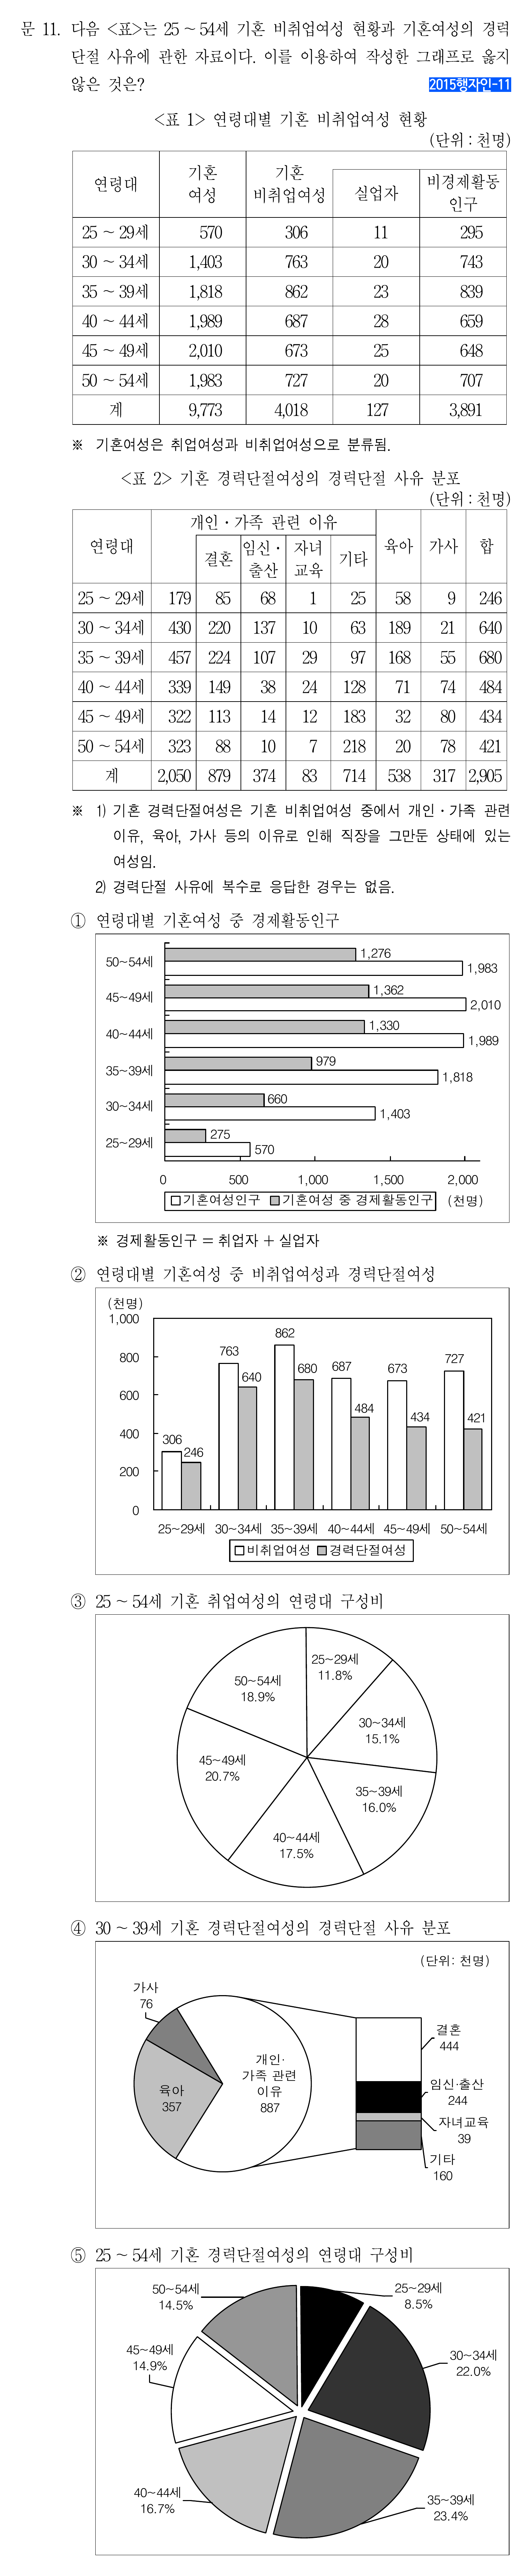 문 11. 다음 <표>는 25 ~ 54세 기혼 비취업여성 현황과 기혼여성의 경력
단절 사유에 관한 자료이다. 이를 이용하여 작성한 그래프로 옳지
않은 것은? 2015행자인-11
<표 1> 연령대별 기혼 비취업여성 현황
(단위 : 천명)
연령대 기혼 여성 기혼 비취업여성 실업자 비경제활동 인구
25 ~ 29세 570 306 11 295
30 ~ 34세 1,403 763 20 743
35 ~ 39세 1,818 862 23 839
40 ~ 44세 1,989 687 28 659
45 ~ 49세 2,010 673 25 648
50 ~ 54세 1,983 727 20 707
계 9,773 4,018 127 3,891
※ 기혼여성은 취업여성과 비취업여성으로 분류됨.
<표 2> 기혼 경력단절여성의 경력단절 사유 분포
(단위 : 천명)
연령대 개인·가족 관련 이유 육아 가사 합
결혼 임신·출산 자녀교육 기타
25 ~ 29세 179 85 68 1 25 58 9 246
30 ~ 34세 430 220 137 10 63 189 21 640
35 ~ 39세 457 224 107 29 97 168 55 680
40 ~ 44세 339 149 38 24 128 71 74 484
45 ~ 49세 322 113 14 12 183 32 80 434
50 ~ 54세 323 88 10 7 218 20 78 421
계 2,050 879 374 83 714 538 317 2,905
※ 1) 기혼 경력단절여성은 기혼 비취업여성 중에서 개인·가족 관련
이유, 육아, 가사 등의 이유로 인해 직장을 그만둔 상태에 있는
여성임.
2) 경력단절 사유에 복수로 응답한 경우는 없음.
① 연령대별 기혼여성 중 경제활동인구
50~54세 1,276 1,983
45~49세 1,362 2,010
40~44세 1,330 1,989
35~39세 979 1,818
30~34세 660 1,403
25~29세 275 570
0 500 1,000 1,500 2,000
기혼여성인구 기혼여성 중 경제활동인구 (천명)
※ 경제활동인구 = 취업자 + 실업자
② 연령대별 기혼여성 중 비취업여성과 경력단절여성
(천명)
1,000
800
600
400
200
0
306 246
763 640
862 680
687 484
673 434
727 421
25~29세 30~34세 35~39세 40~44세 45~49세 50~54세
비취업여성 경력단절여성
③ 25 ~ 54세 기혼 취업여성의 연령대 구성비
25~29세
11.8%
30~34세
15.1%
35~39세
16.0%
40~44세
17.5%
45~49세
20.7%
50~54세
18.9%
④ 30 ~ 39세 기혼 경력단절여성의 경력단절 사유 분포
(단위: 천명)
가사
76
육아
357
개인·
가족 관련
이유
887
결혼
444
임신·출산
244
자녀교육
39
기타
160
⑤ 25 ~ 54세 기혼 경력단절여성의 연령대 구성비
25~29세
8.5%
30~34세
22.0%
35~39세
23.4%
40~44세
16.7%
45~49세
14.9%
50~54세
14.5%